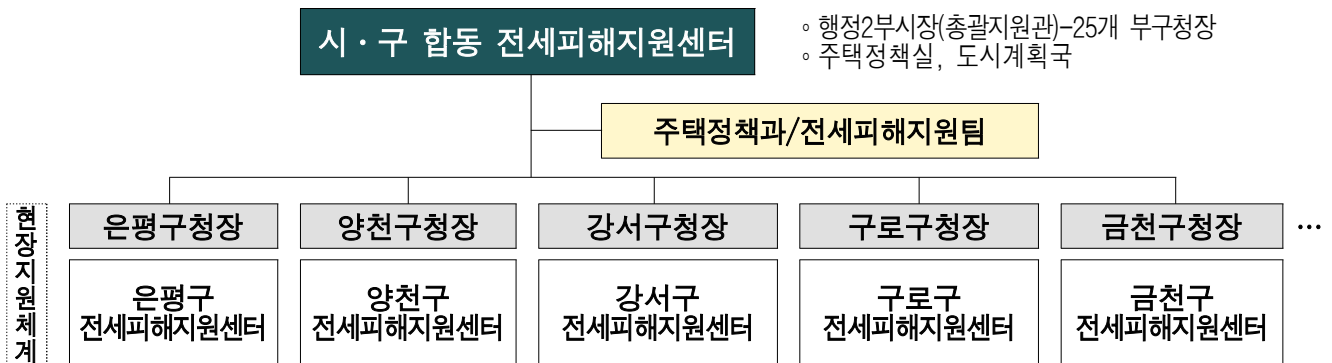 시·구 합동 전세피해지원센터
◦ 행정2부시장(총괄지원관)-25개 부구청장
◦ 주택정책실, 도시계획국
주택정책과/전세피해지원팀
현장지원체계
은평구청장
양천구청장
강서구청장
구로구청장
금천구청장
…
은평구
전세피해지원센터
양천구
전세피해지원센터
강서구
전세피해지원센터
구로구
전세피해지원센터
금천구
전세피해지원센터